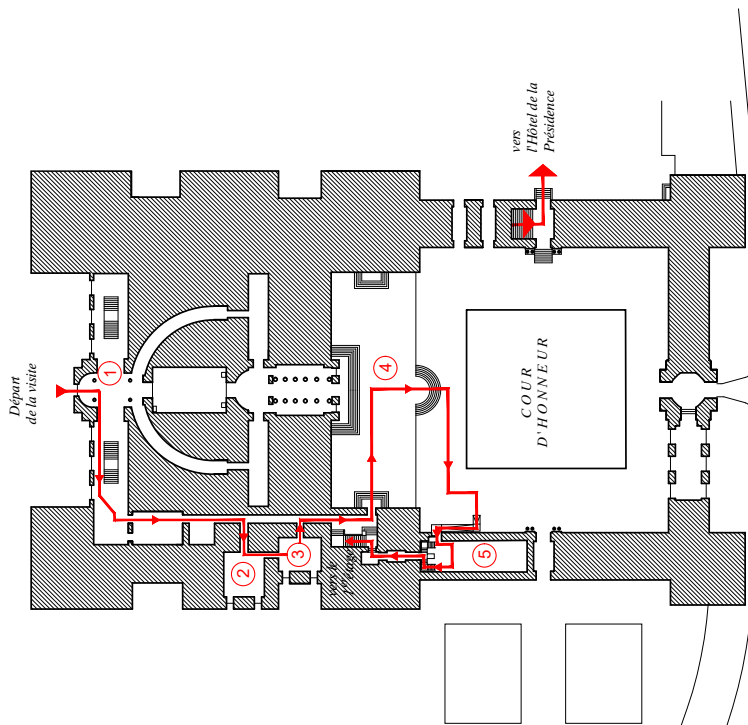 Départ
de la visite
1
2
3
vers le
1er étage
4
5
COUR
D'HONNEUR
vers
l'Hôtel de la
Présidence